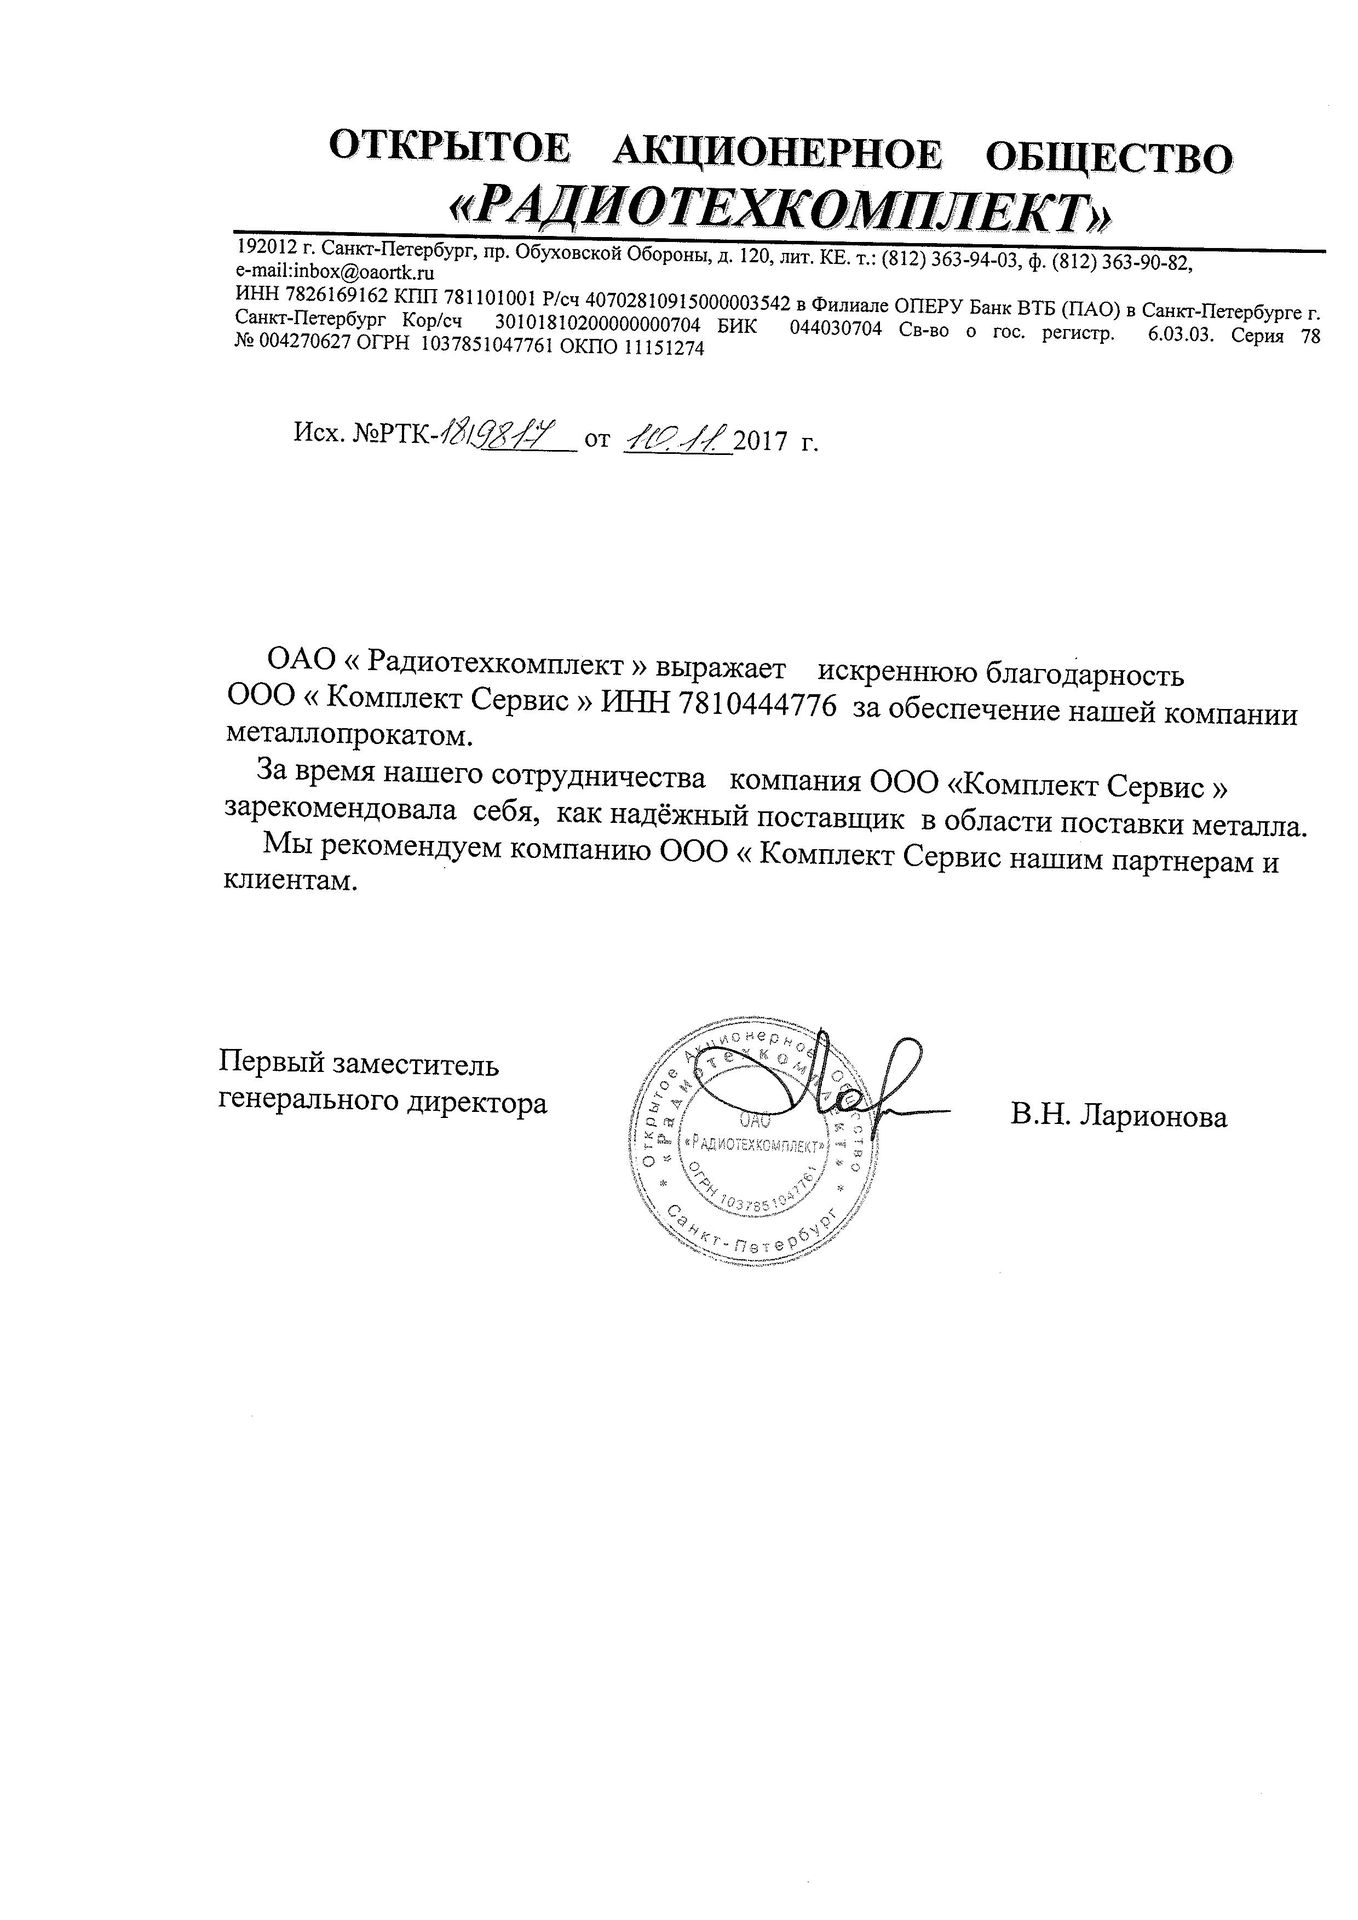 ОТКРЫТОЕ АКЦИОНЕРНОЕ ОБЩЕСТВО
«РАДИОТЕХКОМПЛЕКТ»
192012 г. Санкт-Петербург, пр. Обуховской Обороны, д. 120, лит. КЕ. т.: (812) 363-94-03, ф. (812) 363-90-82,
e-mail:inbox@oaortk.ru
ИНН 7826169162 КПП 781101001 Р/сч 40702810915000003542 в Филиале ОПЕРУ Банк ВТБ (ПАО) в Санкт-Петербурге г.
Санкт-Петербург Кор/сч 30101810200000000704 БИК 044030704 Св-во о гос. регистр. 6.03.03. Серия 78
№ 004270627 ОГРН 1037851047761 ОКПО 11151274
Исх. №РТК- от 10.11.2017 г.
ОАО « Радиотехкомплект » выражает искреннюю благодарность
ООО « Комплект Сервис » ИНН 7810444776 за обеспечение нашей компании
металлопрокатом.
За время нашего сотрудничества компания ООО «Комплект Сервис »
зарекомендовала себя, как надёжный поставщик в области поставки металла.
Мы рекомендуем компанию ООО « Комплект Сервис нашим партнерам и
клиентам.
Первый заместитель
генерального директора
В.Н. Ларионова
Открытое Акционерное Общество
«Радиотехкомплект»
ОАО
«РАДИОТЕХКОМПЛЕКТ»
ОГРН 1037851047761
* Санкт-Петербург *